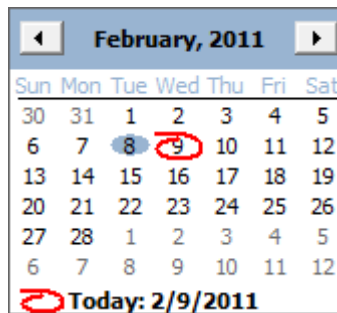 February, 2011
Sun Mon Tue Wed Thu Fri Sat
30 31 1 2 3 4 5
6 7 8 9 10 11 12
13 14 15 16 17 18 19
20 21 22 23 24 25 26
27 28 1 2 3 4 5
6 7 8 9 10 11 12
Today: 2/9/2011